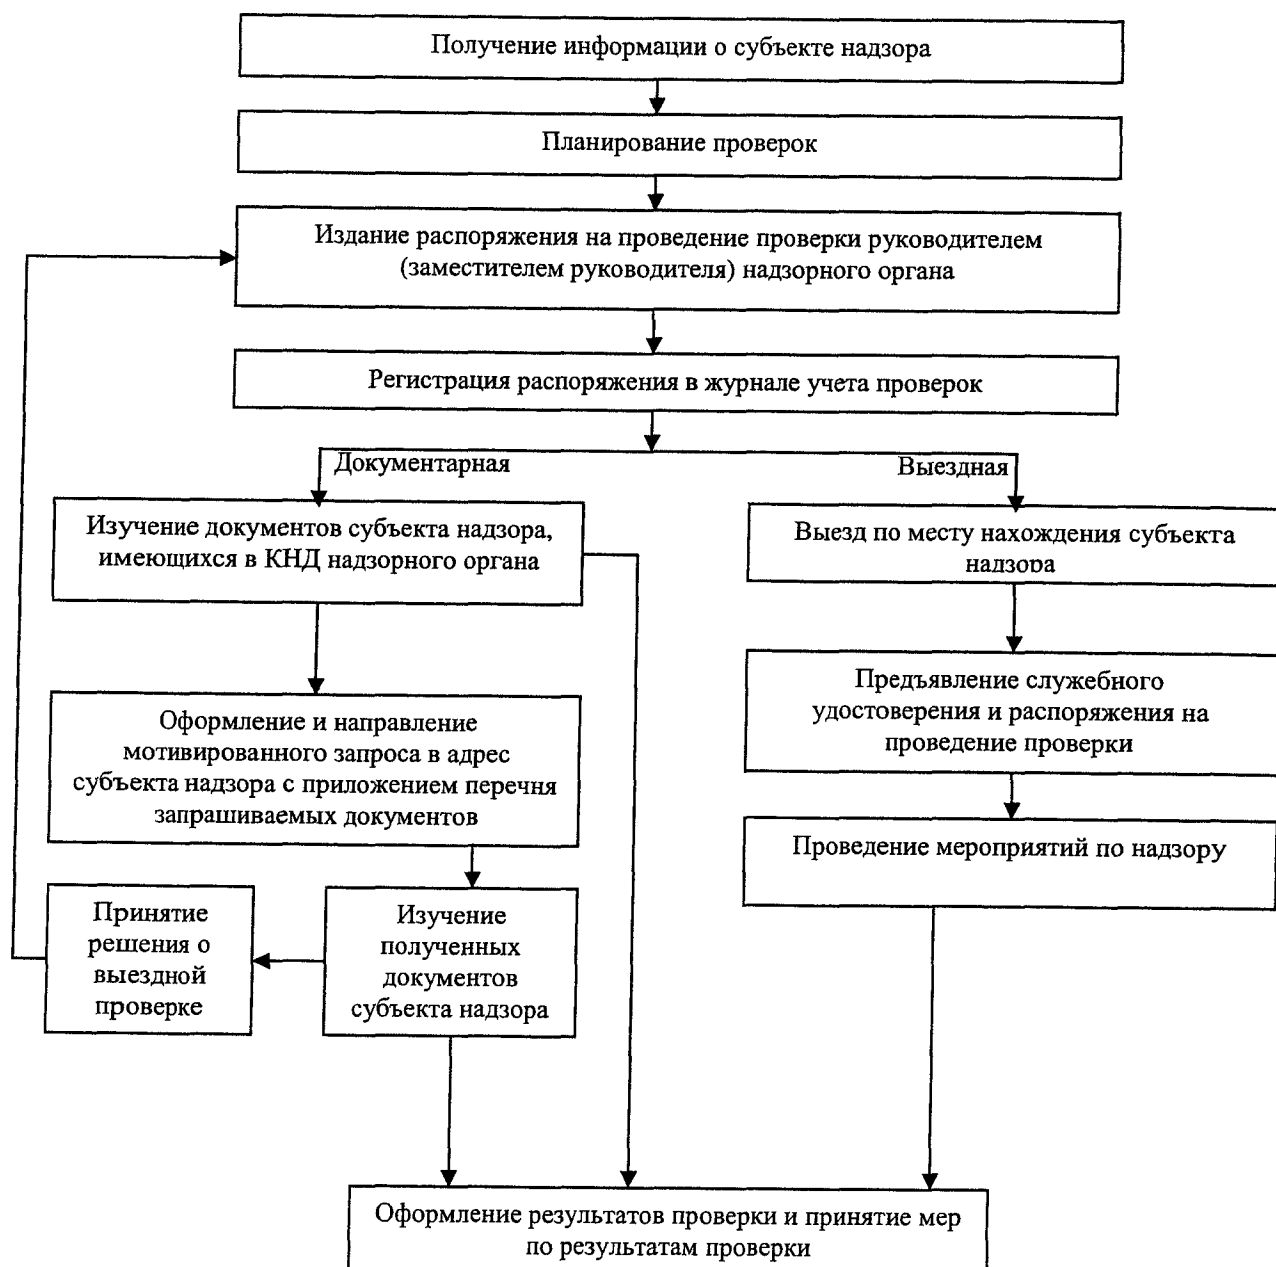 Получение информации о субъекте надзора
Планирование проверок
Издание распоряжения на проведение проверки руководителем
(заместителем руководителя) надзорного органа
Регистрация распоряжения в журнале учета проверок
Документарная
Выездная
Изучение документов субъекта надзора,
имеющихся в КНД надзорного органа
Выезд по месту нахождения субъекта
надзора
Оформление и направление
мотивированного запроса в адрес
субъекта надзора с приложением перечня
запрашиваемых документов
Предъявление служебного
удостоверения и распоряжения на
проведение проверки
Проведение мероприятий по надзору
Принятие
решения о
выездной
проверке
Изучение
полученных
документов
субъекта надзора
Оформление результатов проверки и принятие мер
по результатам проверки